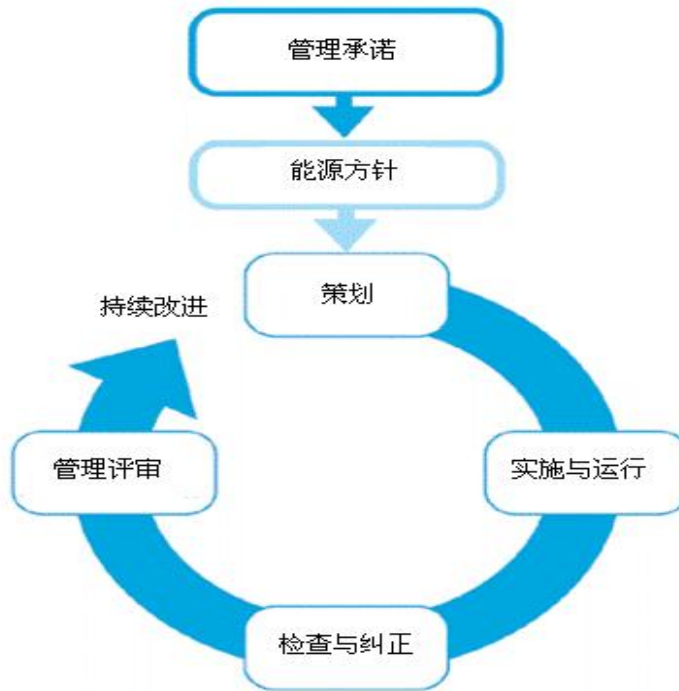 管理承诺
能源方针
策划
持续改进
管理评审
实施与运行
检查与纠正